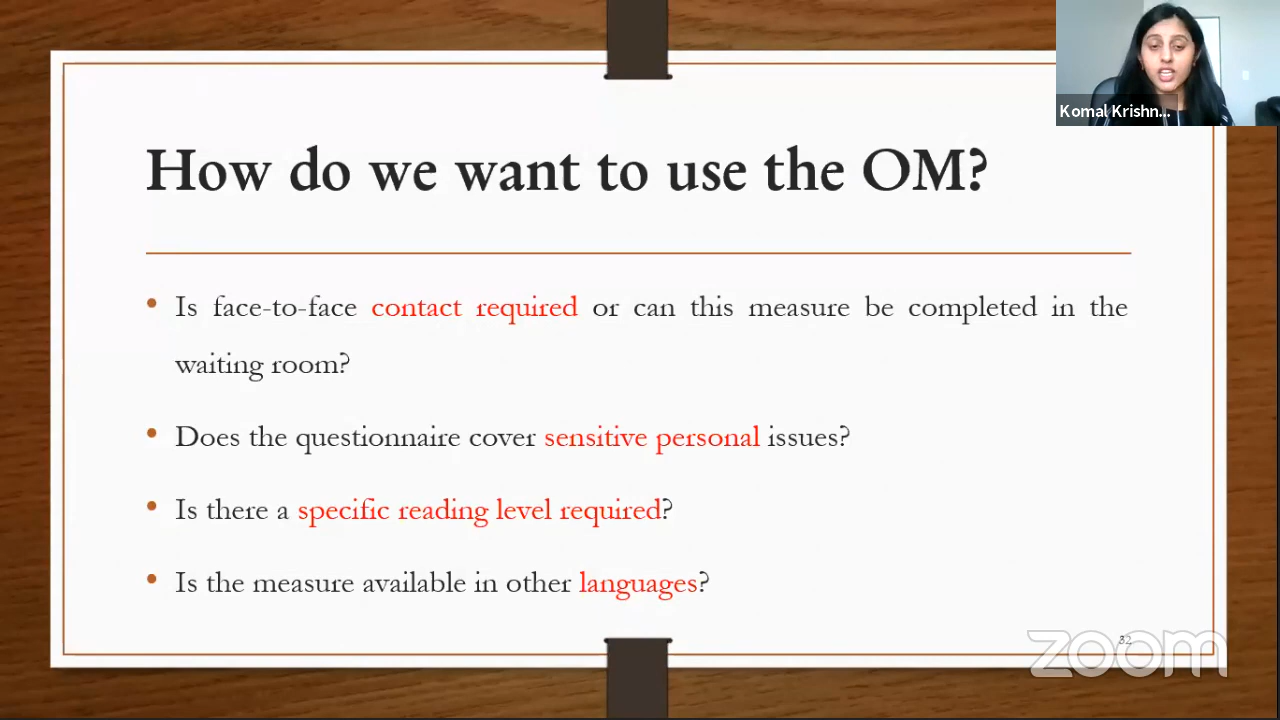 Komal Krishn...
How do we want to use the OM?
• Is face-to-face contact required or can this measure be completed in the
waiting room?
• Does the questionnaire cover sensitive personal issues?
• Is there a specific reading level required?
• Is the measure available in other languages?
32
zoom